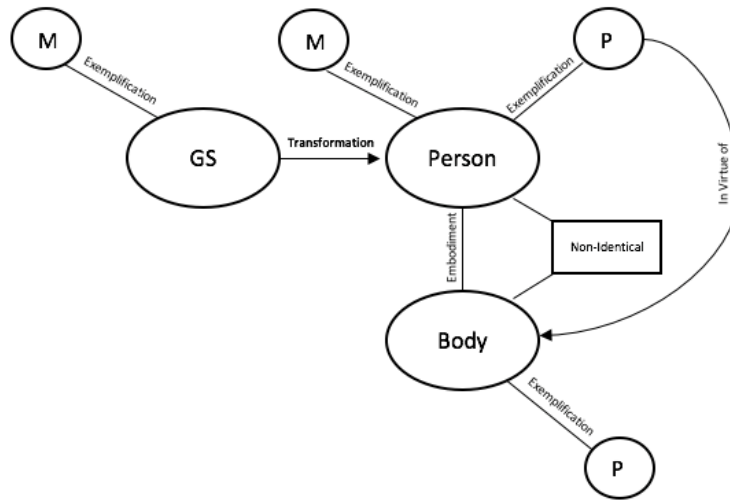 M
M
P
Exemplification
Exemplification
Exemplification
GS
Transformation
Person
In Virtue of
Embodiment
Non-Identical
Body
Exemplification
P